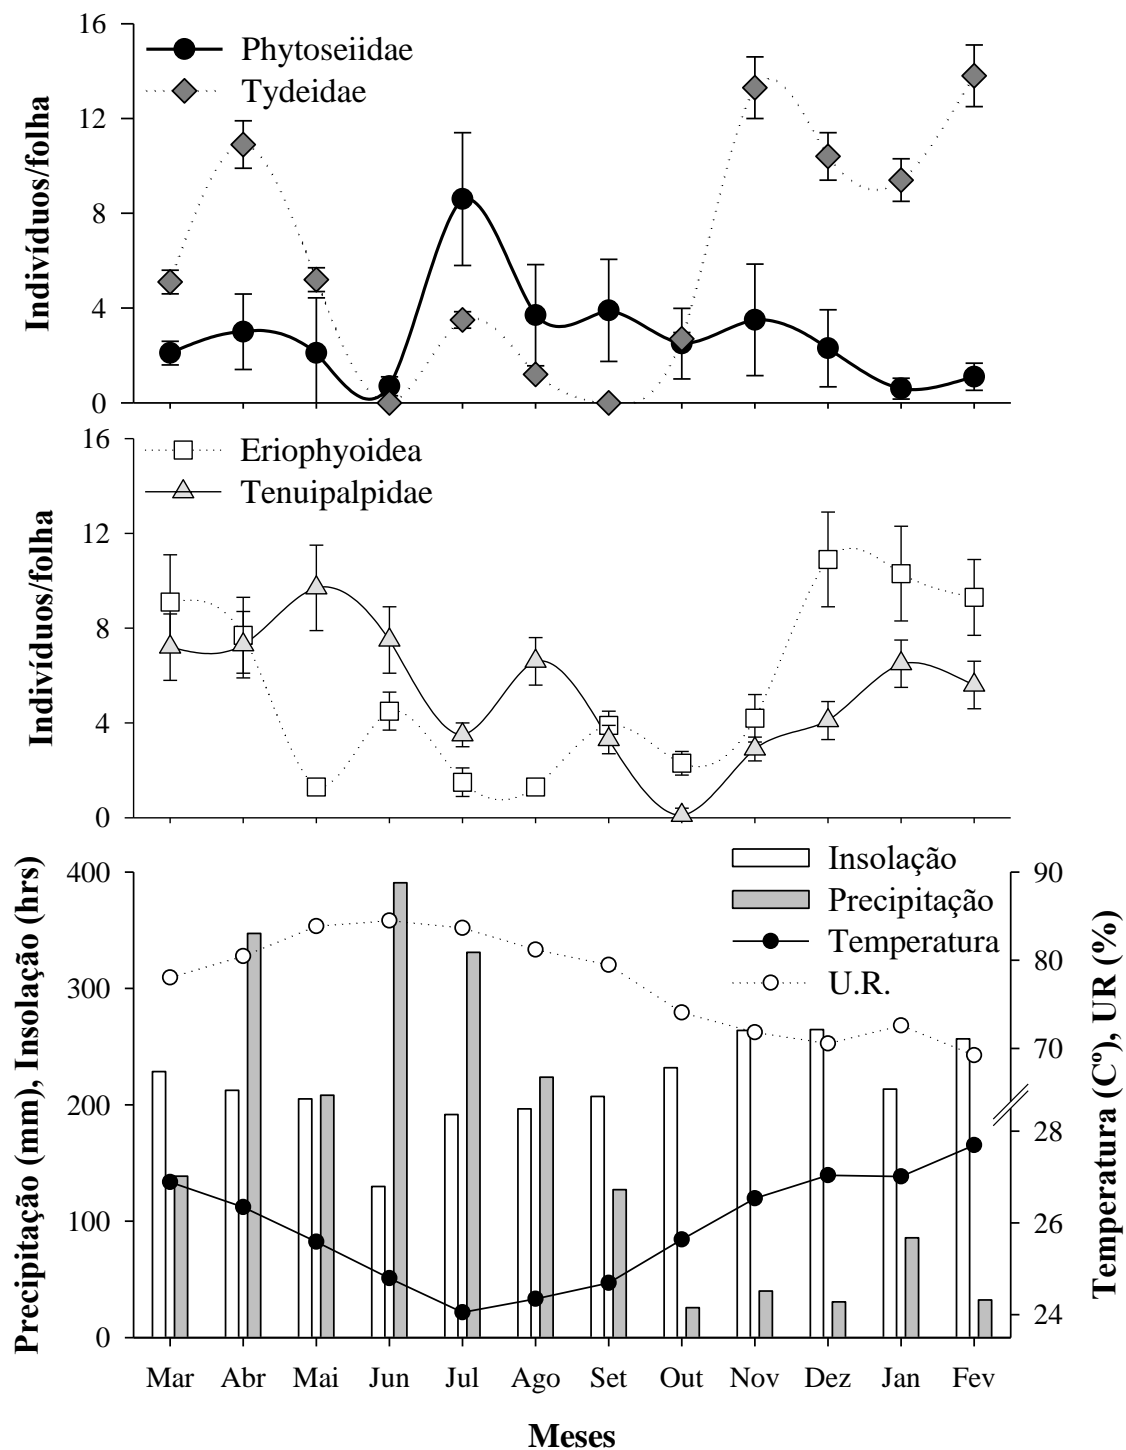 16
12
8
4
0
Indivíduos/folha
Phytoseiidae
Tydeidae
16
12
8
4
0
Indivíduos/folha
Eriophyoidea
Tenuipalpidae
400
300
200
100
0
Precipitação (mm), Insolação (hrs)
Insolação
Precipitação
Temperatura
U.R.
90
80
70
28
26
24
Temperatura (Cº), UR (%)
Mar Abr Mai Jun Jul Ago Set Out Nov Dez Jan Fev
Meses